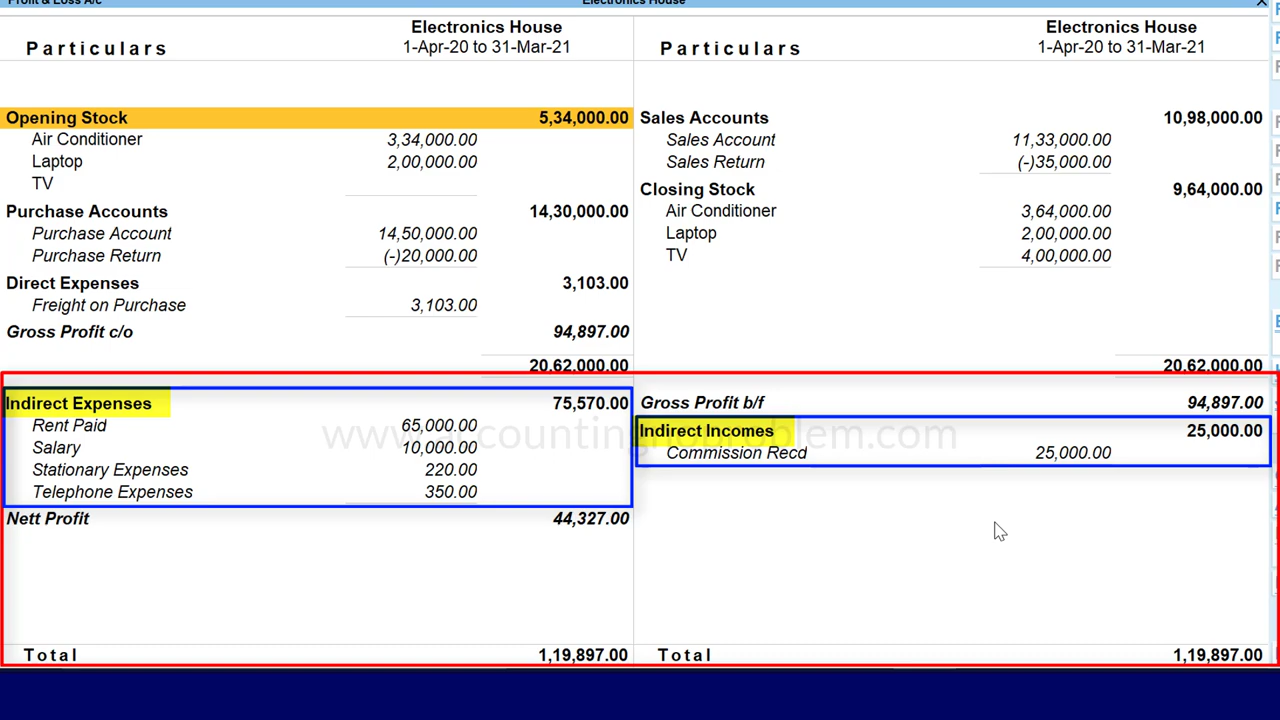 Profit & Loss A/c Electronics House
Particulars
Electronics House
1-Apr-20 to 31-Mar-21
Opening Stock 5,34,000.00
Air Conditioner 3,34,000.00
Laptop 2,00,000.00
TV
Purchase Accounts 14,30,000.00
Purchase Account 14,50,000.00
Purchase Return (-)20,000.00
Direct Expenses 3,103.00
Freight on Purchase 3,103.00
Gross Profit c/o 94,897.00
20,62,000.00
Indirect Expenses 75,570.00
Rent Paid 65,000.00
Salary 10,000.00
Stationary Expenses 220.00
Telephone Expenses 350.00
Nett Profit 44,327.00
Total 1,19,897.00
Particulars
Electronics House
1-Apr-20 to 31-Mar-21
Sales Accounts 10,98,000.00
Sales Account 11,33,000.00
Sales Return (-)35,000.00
Closing Stock 9,64,000.00
Air Conditioner 3,64,000.00
Laptop 2,00,000.00
TV 4,00,000.00
20,62,000.00
Gross Profit b/f 94,897.00
Indirect Incomes 25,000.00
Commission Recd 25,000.00
Total 1,19,897.00
www.accountingnoproblem.com